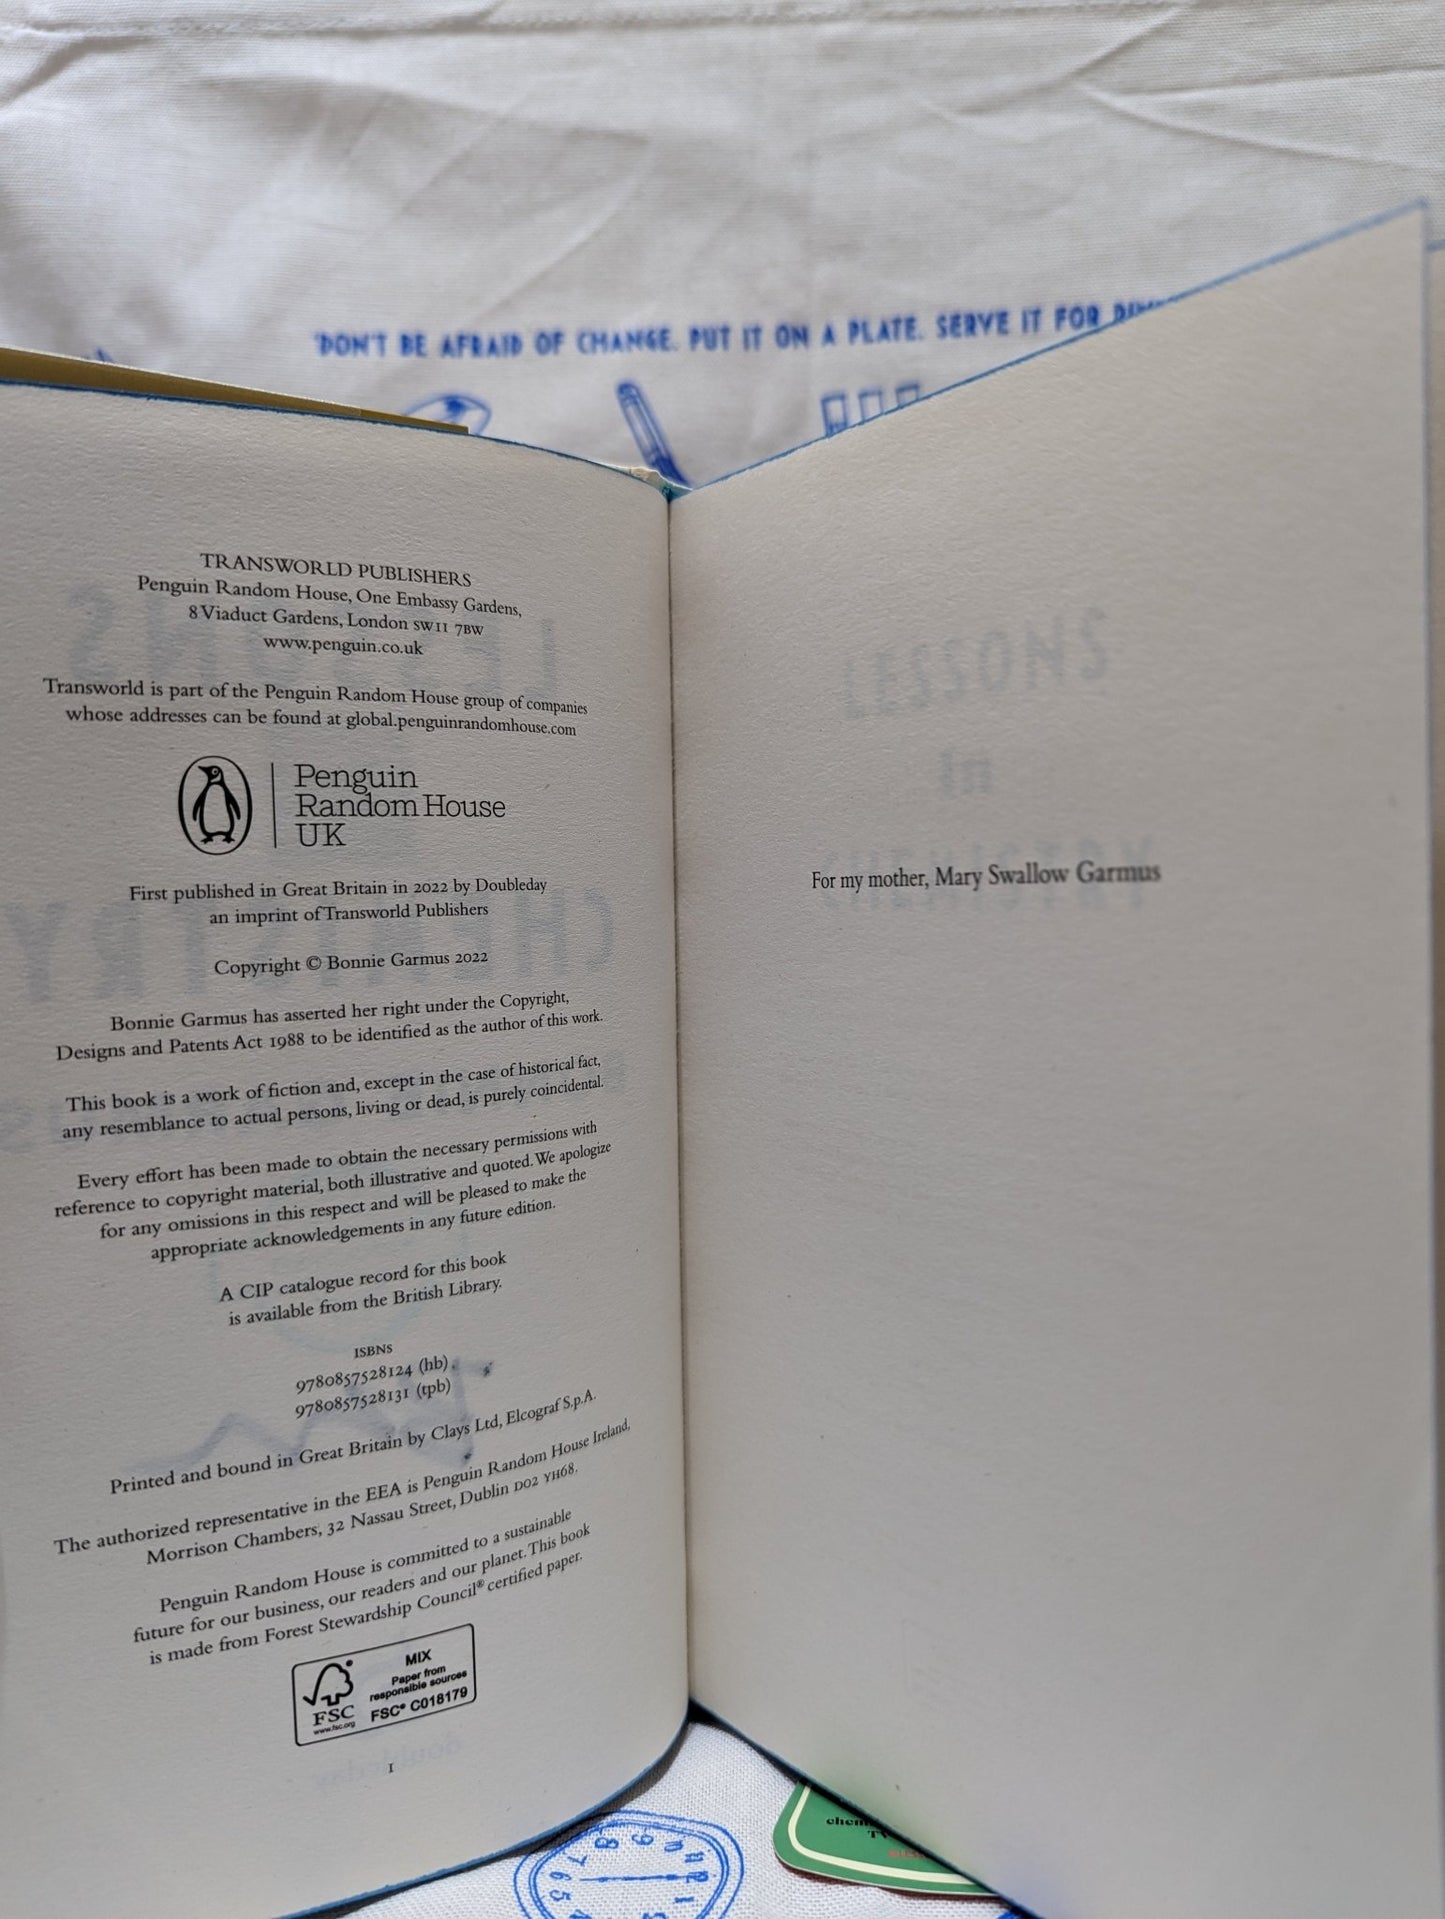 'DON'T BE AFRAID OF CHANGE. PUT IT ON A PLATE. SERVE IT FOR
TRANSWORLD PUBLISHERS
Penguin Random House, One Embassy Gardens,
8 Viaduct Gardens, London SW11 7BW
www.penguin.co.uk
Transworld is part of the Penguin Random House group of companies
whose addresses can be found at global.penguinrandomhouse.com
Penguin
Random House
UK
First published in Great Britain in 2022 by Doubleday
an imprint of Transworld Publishers
Copyright © Bonnie Garmus 2022
Bonnie Garmus has asserted her right under the Copyright,
Designs and Patents Act 1988 to be identified as the author of this work.
This book is a work of fiction and, except in the case of historical fact,
any resemblance to actual persons, living or dead, is purely coincidental.
Every effort has been made to obtain the necessary permissions with
reference to copyright material, both illustrative and quoted. We apologize
for any omissions in this respect and will be pleased to make the
appropriate acknowledgements in any future edition.
A CIP catalogue record for this book
is available from the British Library.
ISBNS
9780857528124 (hb)
9780857528131 (tpb)
Printed and bound in Great Britain by Clays Ltd, Elcograf S.p.A.
The authorized representative in the EEA is Penguin Random House Ireland,
Morrison Chambers, 32 Nassau Street, Dublin D02 YH68.
Penguin Random House is committed to a sustainable
future for our business, our readers and our planet. This book
is made from Forest Stewardship Council® certified paper.
FSC
www.fsc.org
MIX
Paper from
responsible sources
FSC® C018179
1
LESSONS
in
CHEMISTRY
For my mother, Mary Swallow Garmus